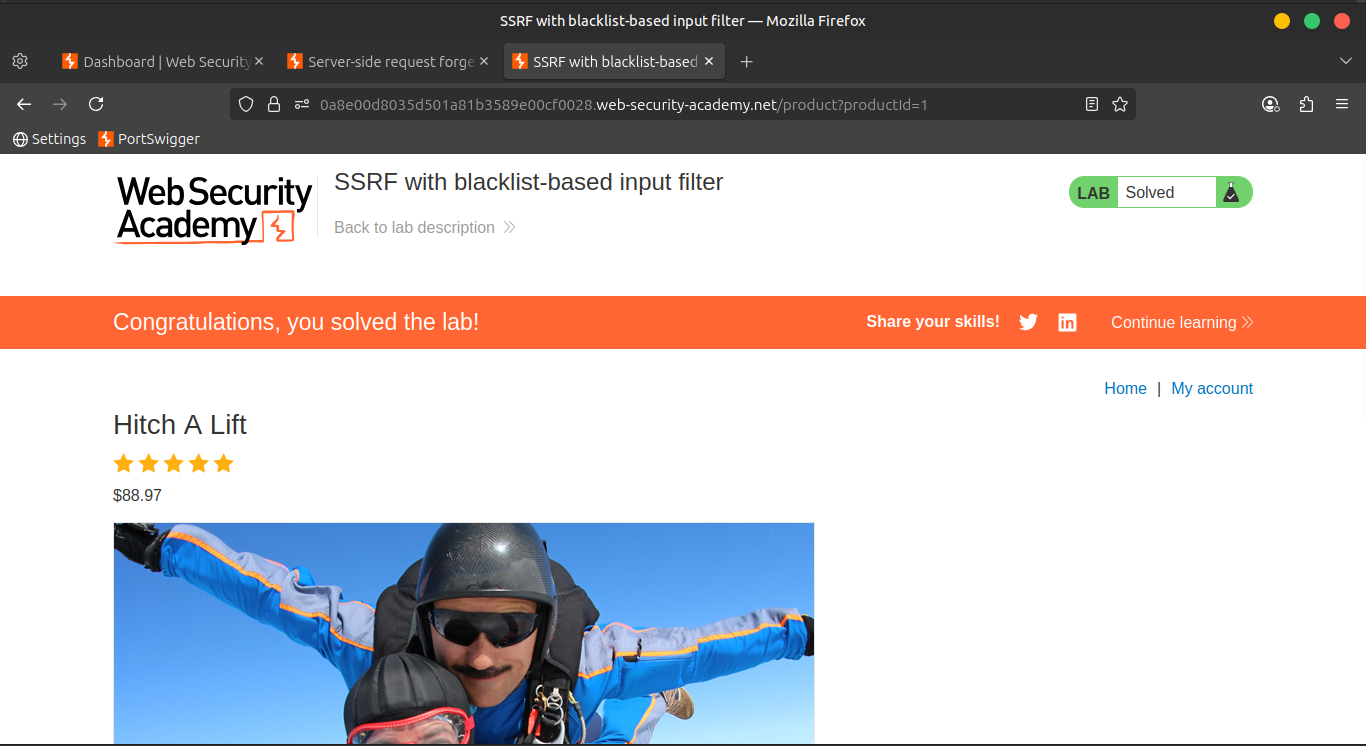 SSRF with blacklist-based input filter — Mozilla Firefox
Dashboard | Web Security
Server-side request forge
SSRF with blacklist-based
0a8e00d8035d501a81b3589e00cf0028.web-security-academy.net/product?productId=1
Settings PortSwigger
Web Security
Academy
SSRF with blacklist-based input filter
Back to lab description
LAB Solved
Congratulations, you solved the lab!
Share your skills!
Continue learning
Home | My account
Hitch A Lift
$88.97